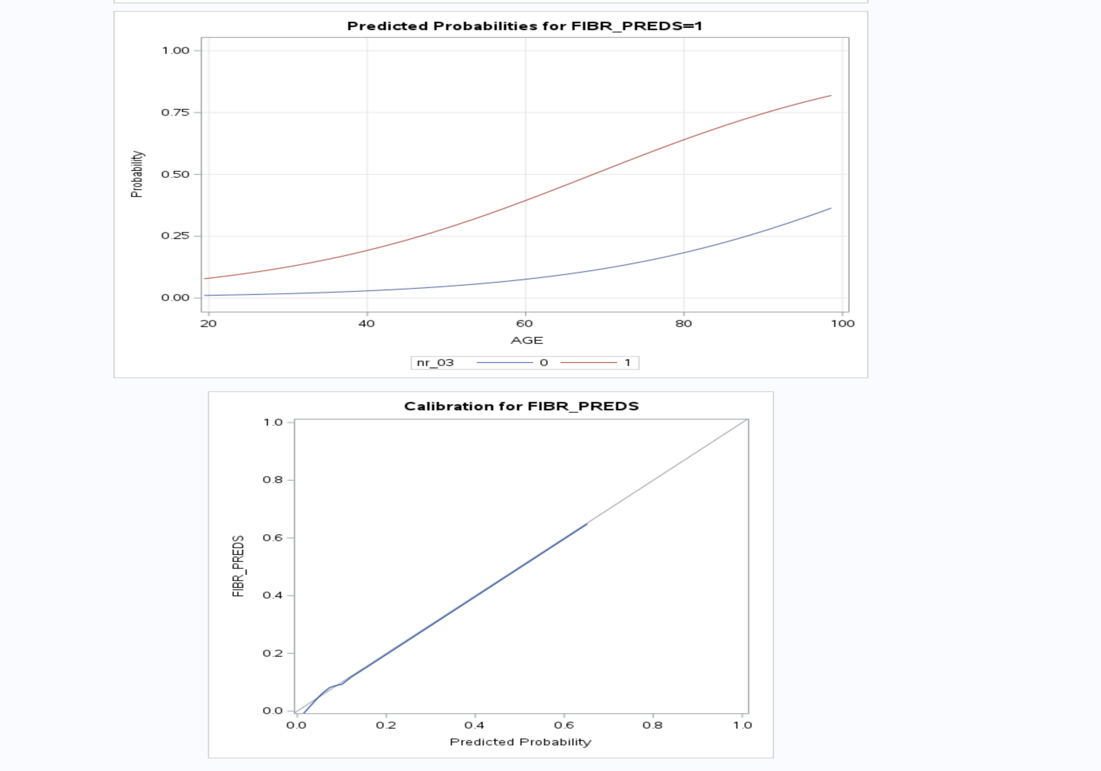 Predicted Probabilities for FIBR_PREDS=1
1.00
0.75
0.50
0.25
0.00
Probability
20 40 60 80 100
AGE
nr_03 0 1
Calibration for FIBR_PREDS
1.0
0.8
0.6
0.4
0.2
0.0
FIBR_PREDS
0.0 0.2 0.4 0.6 0.8 1.0
Predicted Probability